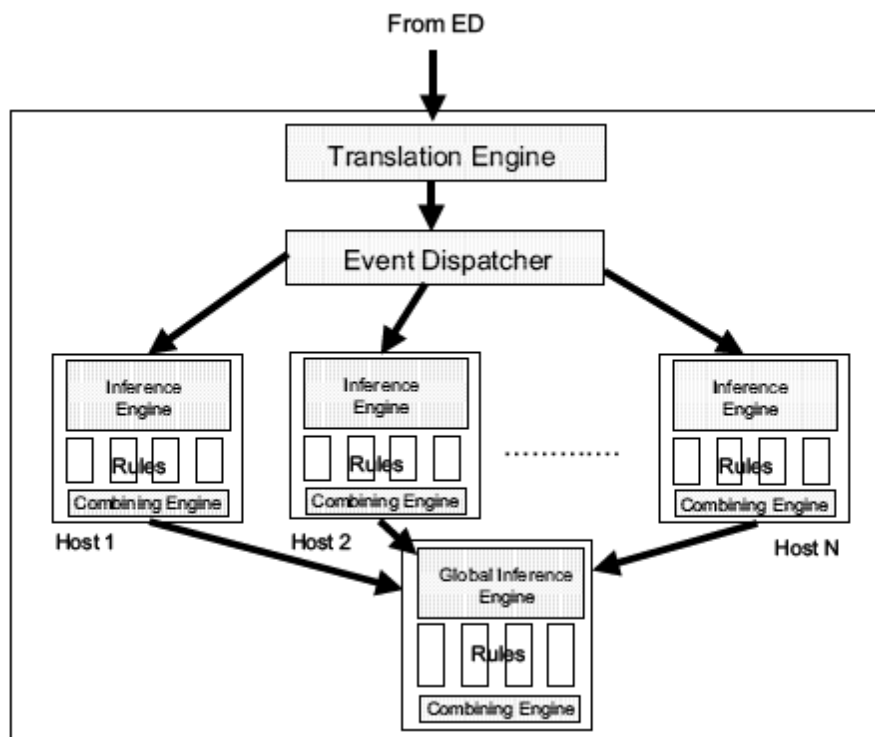 From ED
Translation Engine
Event Dispatcher
Inference
Engine
Rules
Combining Engine
Host 1
Inference
Engine
Rules
Combining Engine
Host 2
.............
Inference
Engine
Rules
Combining Engine
Host N
Global Inference
Engine
Rules
Combining Engine